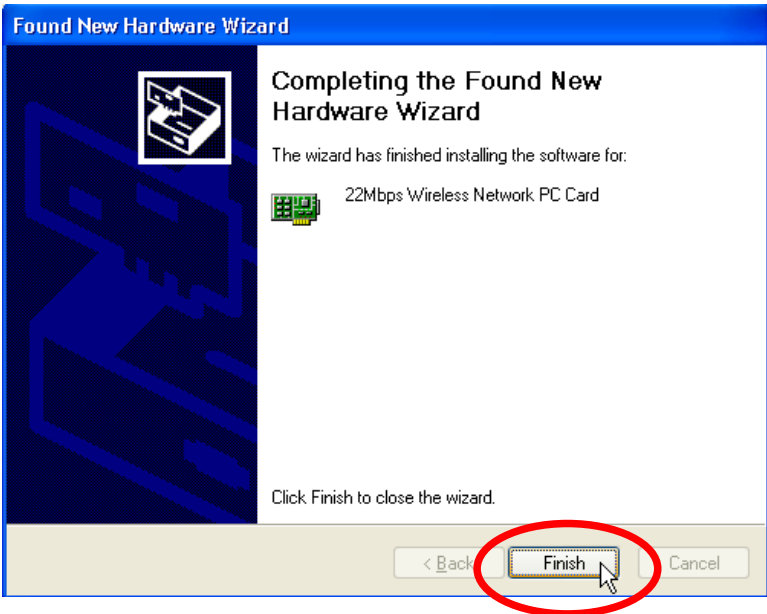 Found New Hardware Wizard
Completing the Found New
Hardware Wizard
The wizard has finished installing the software for:
22Mbps Wireless Network PC Card
Click Finish to close the wizard.
< Back
Finish
Cancel